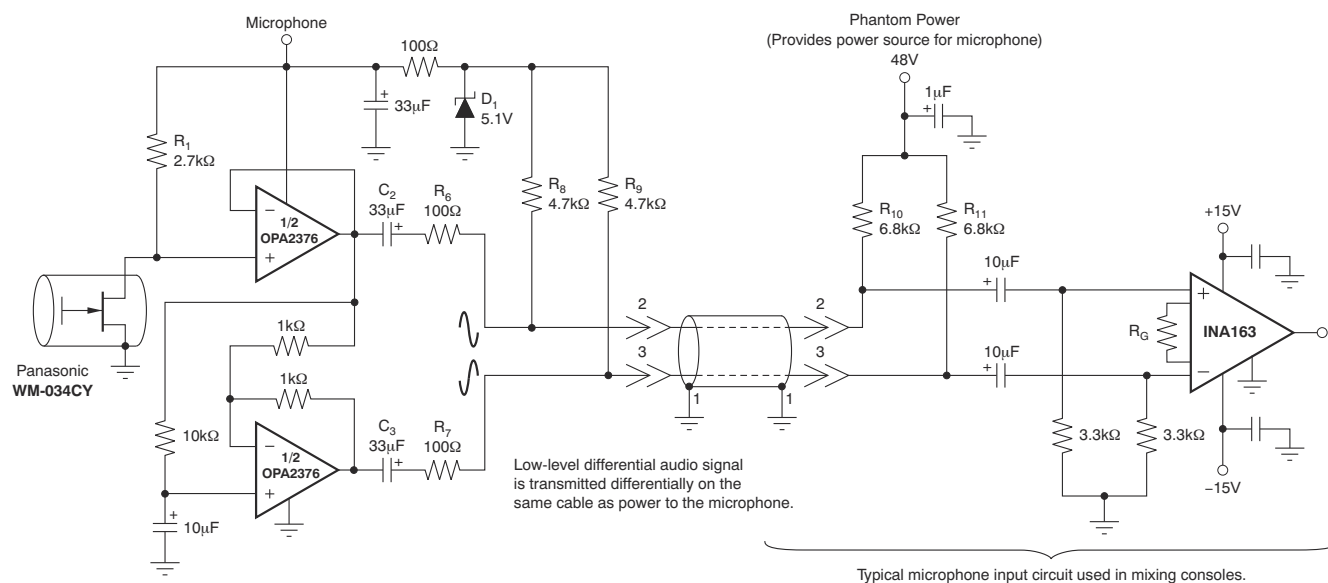 Microphone
Phantom Power
(Provides power source for microphone)
48V
100Ω
+
33μF
D1
5.1V
+
1μF
R1
2.7kΩ
R8
4.7kΩ
R9
4.7kΩ
R10
6.8kΩ
R11
6.8kΩ
+15V
−
1/2
OPA2376
+
C2
33μF
+
R6
100Ω
10μF
+
2
2
1kΩ
1kΩ
Panasonic
WM-034CY
3
3
1
1
10μF
+
+
RG
INA163
−
10kΩ
−
1/2
OPA2376
+
C3
33μF
+
R7
100Ω
3.3kΩ
3.3kΩ
−15V
+
10μF
Low-level differential audio signal
is transmitted differentially on the
same cable as power to the microphone.
Typical microphone input circuit used in mixing consoles.